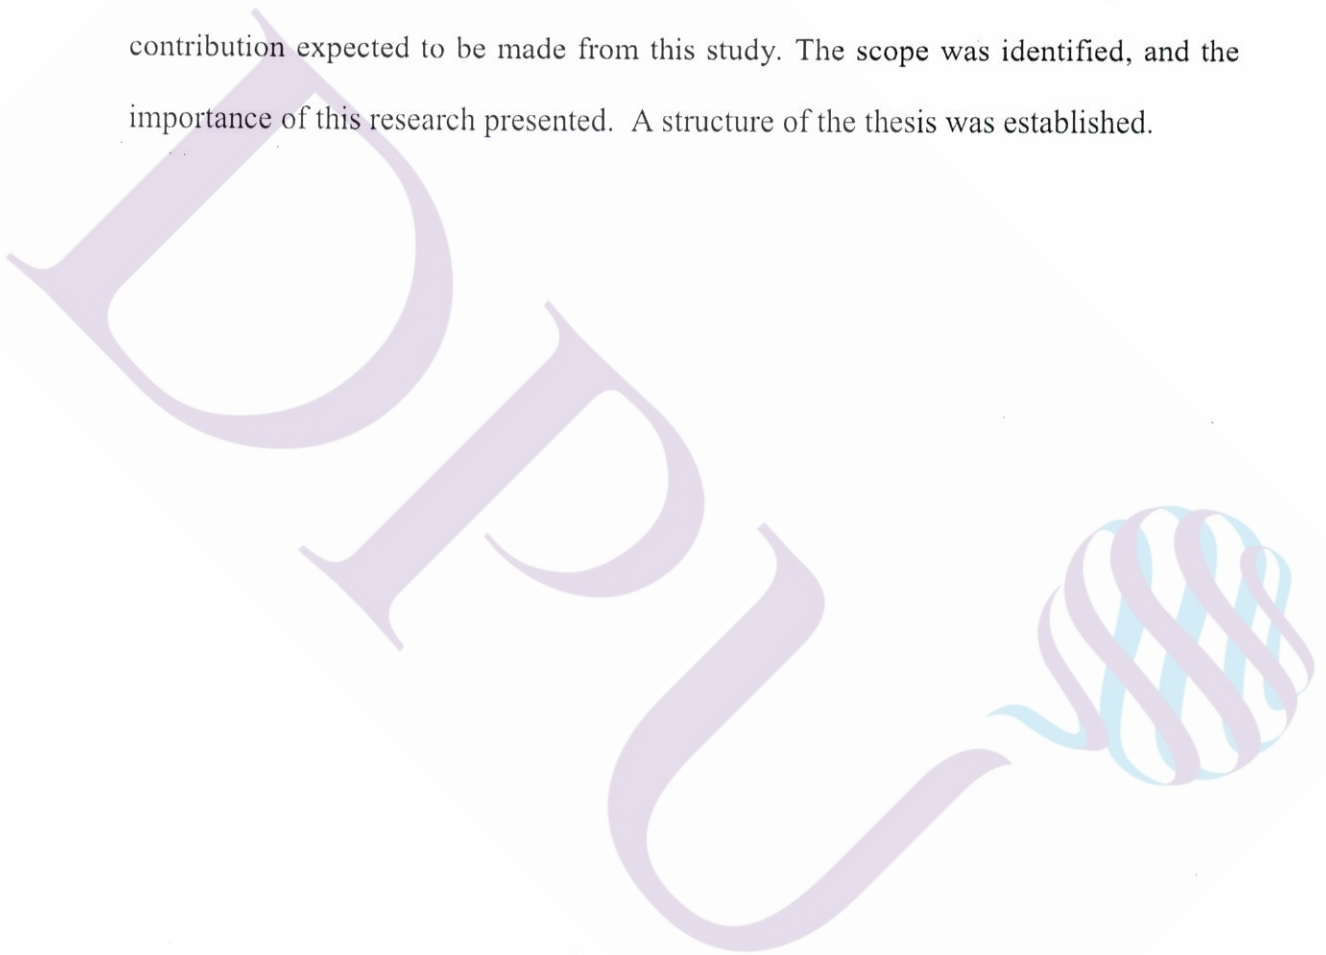 contribution expected to be made from this study. The scope was identified, and the
importance of this research presented. A structure of the thesis was established.
DPU